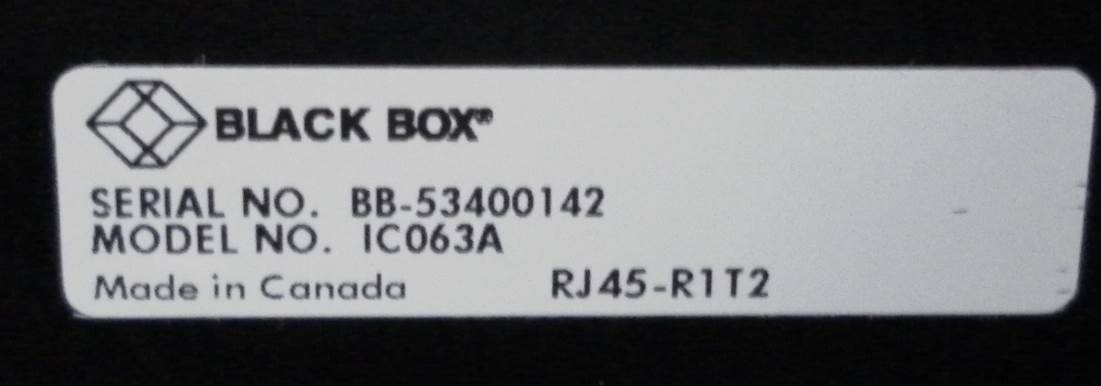 BLACK BOX®
SERIAL NO. BB-53400142
MODEL NO. IC063A
Made in Canada RJ45-R1T2